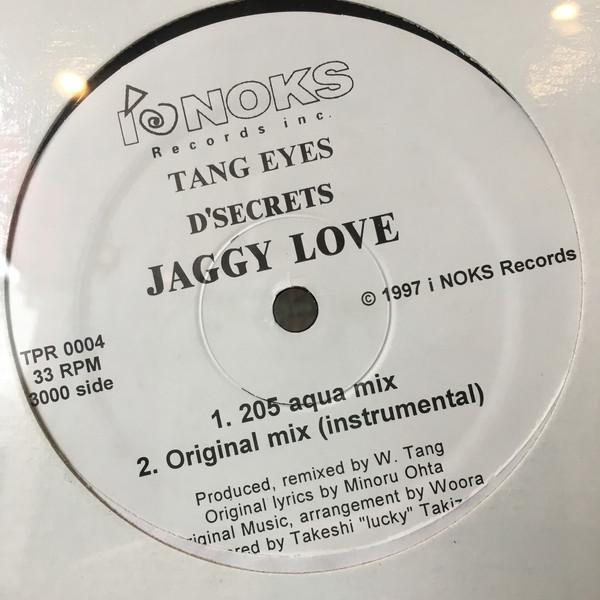 i NOKS
Records inc.
TANG EYES
D'SECRETS
JAGGY LOVE
© 1997 i NOKS Records
TPR 0004
33 RPM
3000 side
1. 205 aqua mix
2. Original mix (instrumental)
Produced, remixed by W. Tang
Original lyrics by Minoru Ohta
riginal Music, arrangement by Woora
ered by Takeshi "lucky"